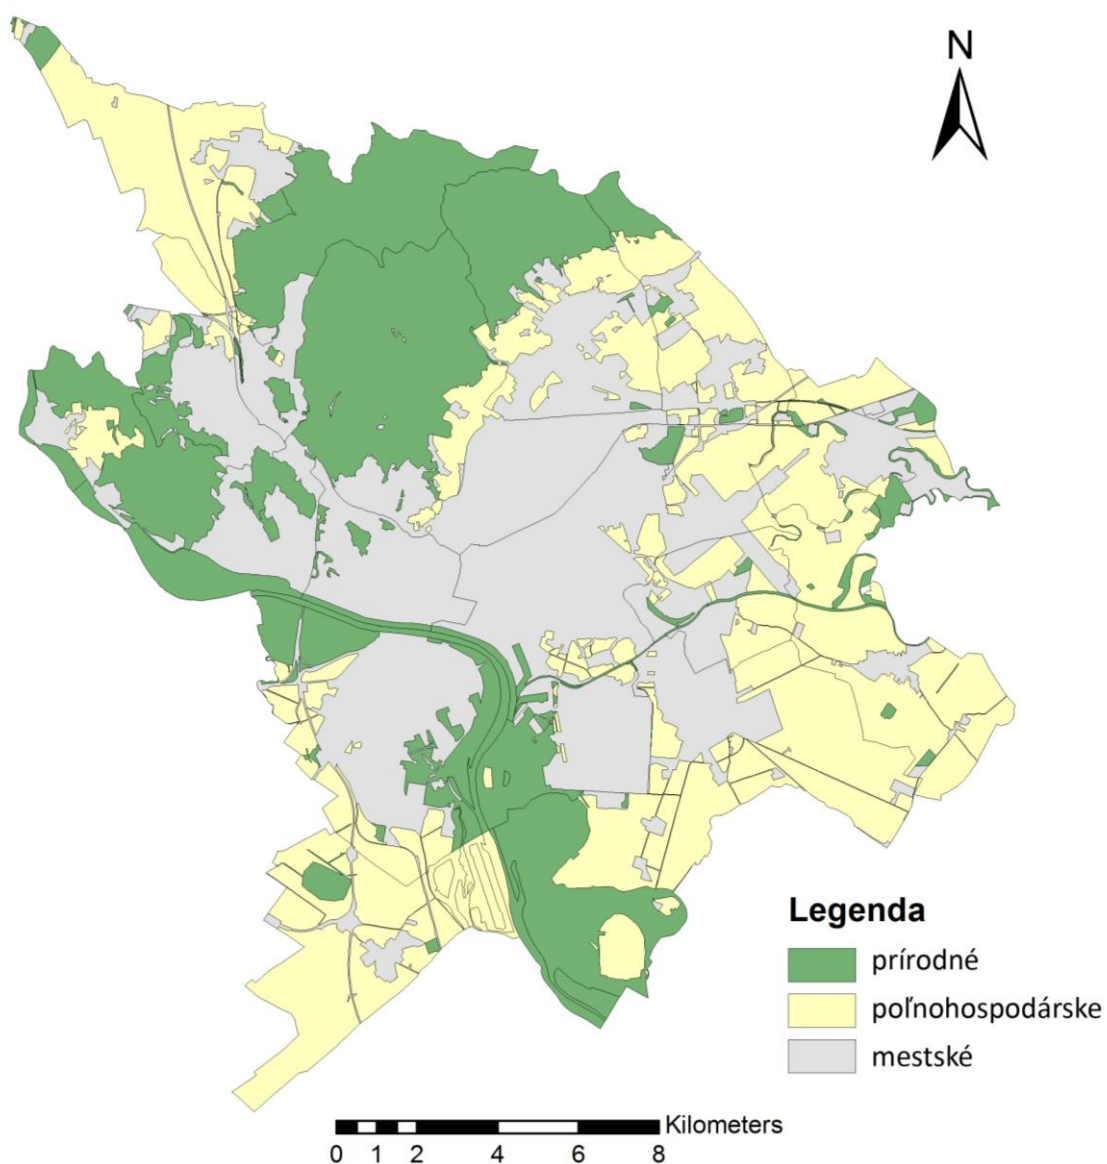 N
Legenda
prírodné
poľnohospodárske
mestské
Kilometers
0 1 2 4 6 8